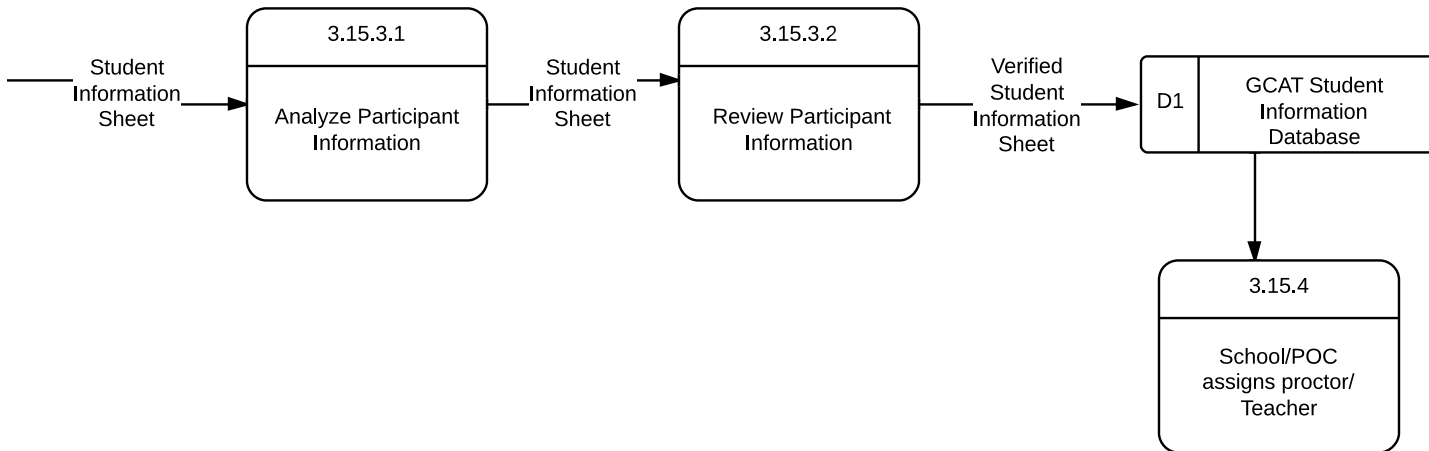 Student
Information
Sheet
3.15.3.1
Analyze Participant
Information
Student
Information
Sheet
3.15.3.2
Review Participant
Information
Verified
Student
Information
Sheet
D1
GCAT Student
Information
Database
3.15.4
School/POC
assigns proctor/
Teacher